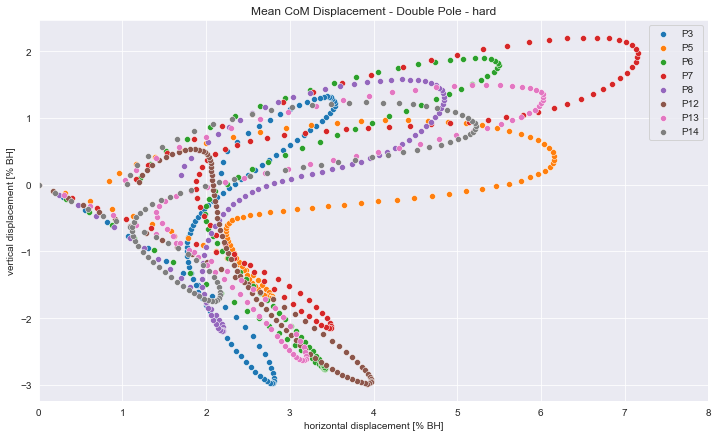 Mean CoM Displacement - Double Pole - hard
P3
P5
P6
P7
P8
P12
P13
P14
vertical displacement [% BH]
2
1
0
−1
−2
−3
0 1 2 3 4 5 6 7 8
horizontal displacement [% BH]